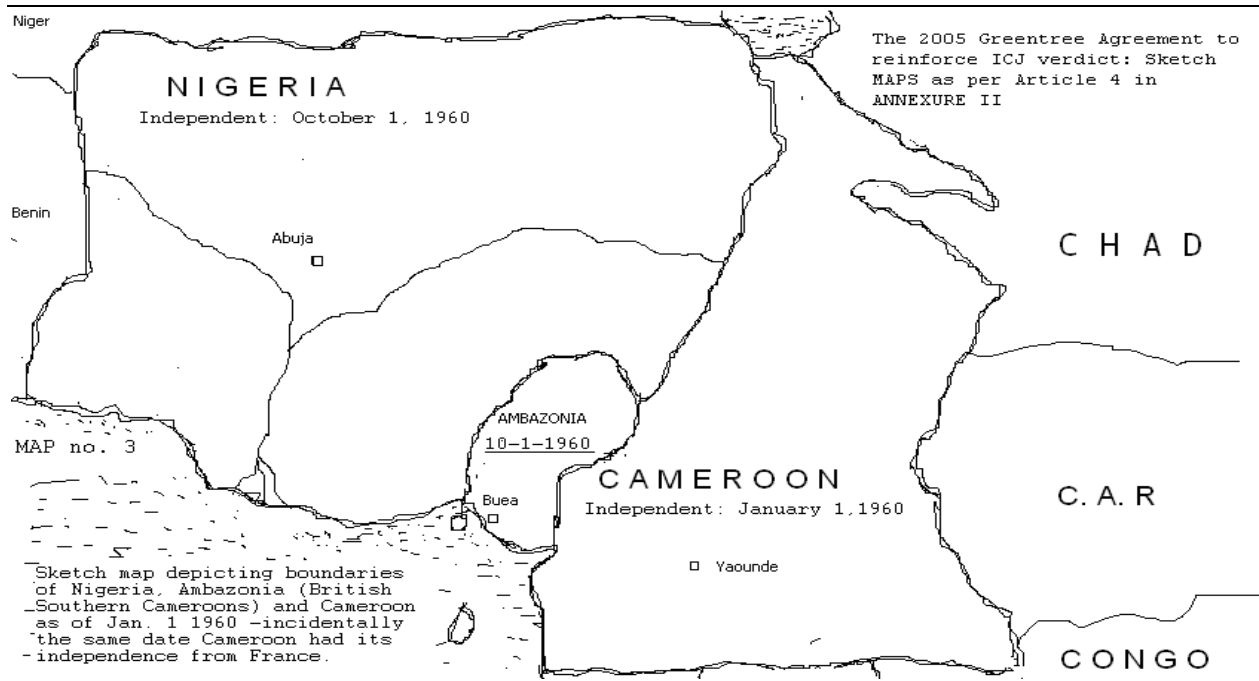 Niger
The 2005 Greentree Agreement to
reinforce ICJ verdict: Sketch
MAPS as per Article 4 in
ANNEXURE II
NIGERIA
Independent: October 1, 1960
Benin
Abuja
CHAD
AMBAZONIA
10-1-1960
MAP no. 3
CAMEROON
Independent: January 1,1960
Buea
C.A.R
Yaounde
Sketch map depicting boundaries
of Nigeria, Ambazonia (British
Southern Cameroons) and Cameroon
as of Jan. 1 1960 -incidentally
the same date Cameroon had its
independence from France.
CONGO